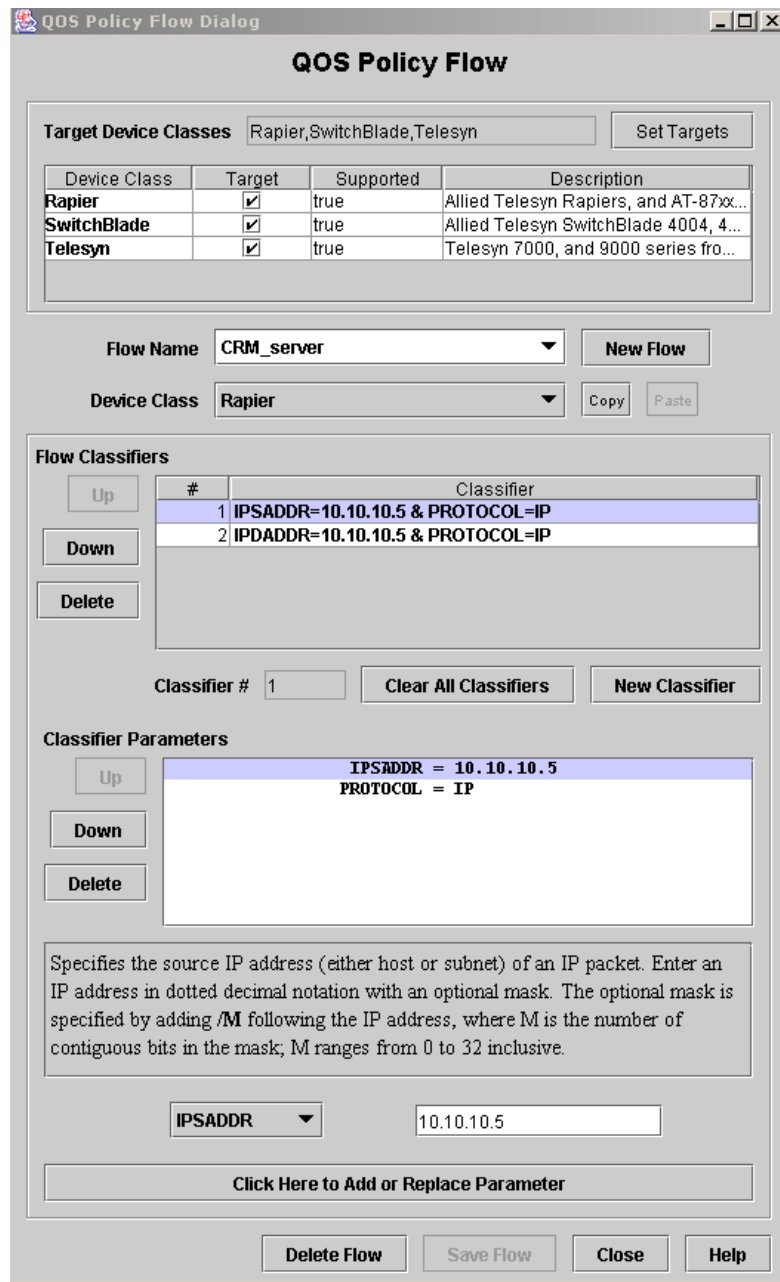 QOS Policy Flow Dialog
QOS Policy Flow
Target Device Classes Rapier,SwitchBlade,Telesyn Set Targets
Device Class Target Supported Description
Rapier true Allied Telesyn Rapiers, and AT-87xx...
SwitchBlade true Allied Telesyn SwitchBlade 4004, 4...
Telesyn true Telesyn 7000, and 9000 series fro...
Flow Name CRM_server New Flow
Device Class Rapier Copy Paste
Flow Classifiers
Up # Classifier
1 IPSADDR=10.10.10.5 & PROTOCOL=IP
2 IPDADDR=10.10.10.5 & PROTOCOL=IP
Down
Delete
Classifier # 1 Clear All Classifiers New Classifier
Classifier Parameters
Up IPSADDR = 10.10.10.5
PROTOCOL = IP
Down
Delete
Specifies the source IP address (either host or subnet) of an IP packet. Enter an
IP address in dotted decimal notation with an optional mask. The optional mask is
specified by adding /M following the IP address, where M is the number of
contiguous bits in the mask; M ranges from 0 to 32 inclusive.
IPSADDR 10.10.10.5
Click Here to Add or Replace Parameter
Delete Flow Save Flow Close Help